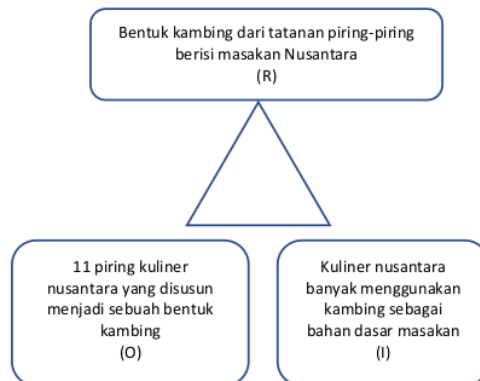 Bentuk kambing dari tatanan piring-piring
berisi masakan Nusantara
(R)
11 piring kuliner
nusantara yang disusun
menjadi sebuah bentuk
kambing
(O)
Kuliner nusantara
banyak menggunakan
kambing sebagai
bahan dasar masakan
(I)